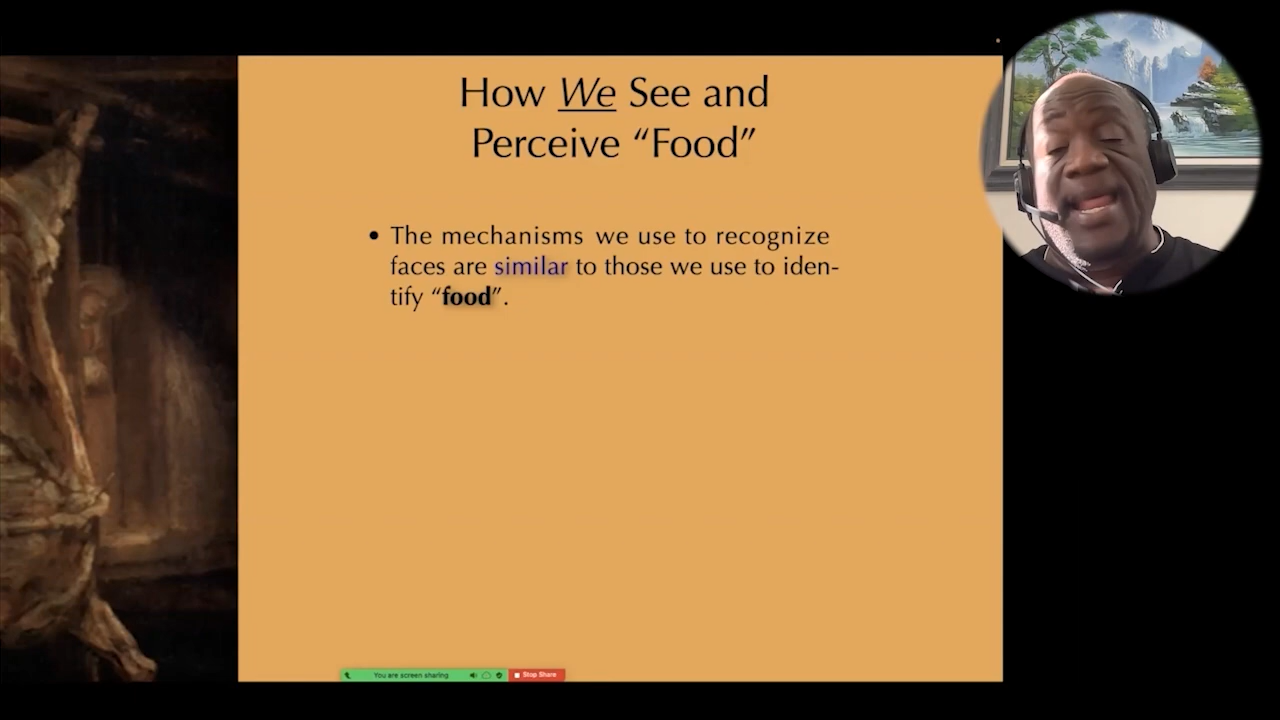 How We See and
Perceive “Food”
• The mechanisms we use to recognize
faces are similar to those we use to iden-
tify “food”.
You are screen sharing
Stop Share